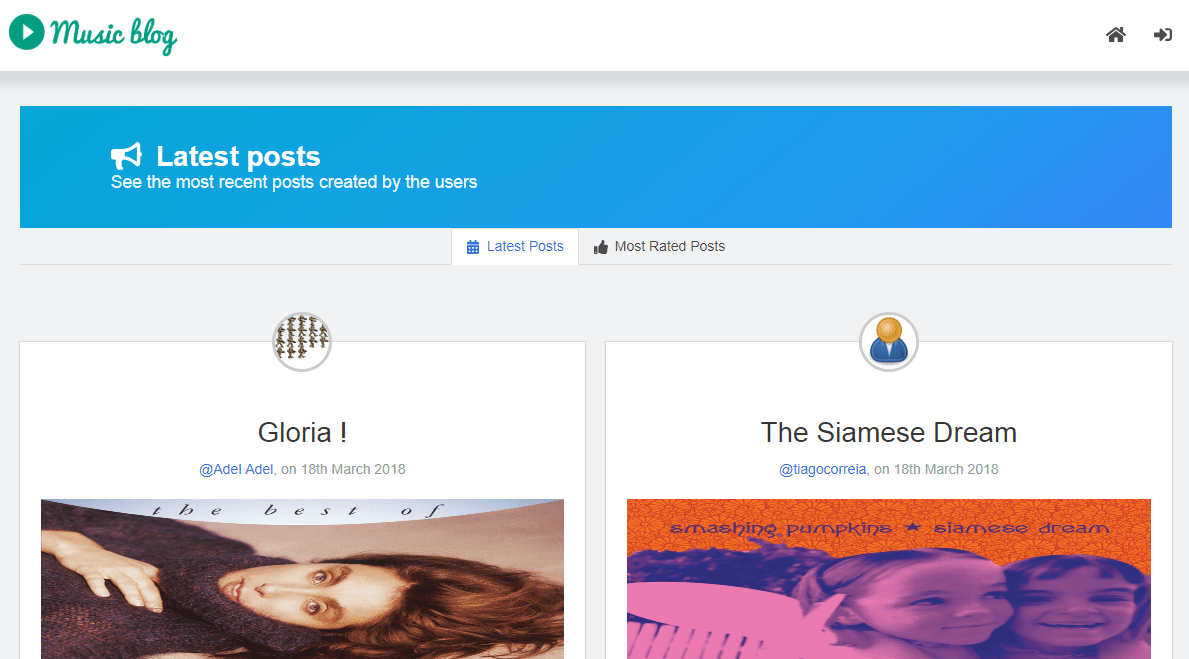 Music blog
Latest posts
See the most recent posts created by the users
Latest Posts
Most Rated Posts
Gloria !
@Adel Adel, on 18th March 2018
the best of
The Siamese Dream
@tiagocorreia, on 18th March 2018
smashing pumpkins ★ siamese dream